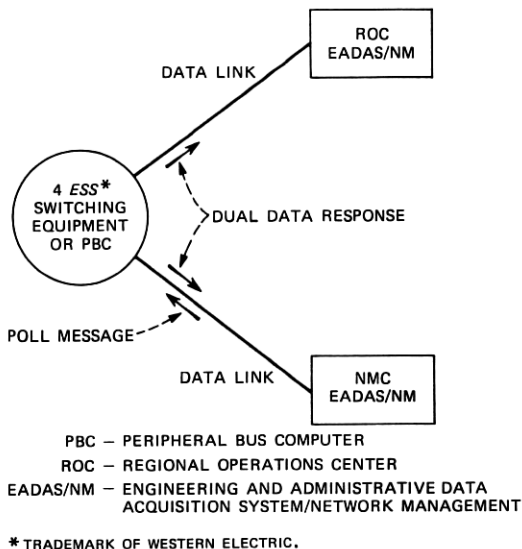 ROC
EADAS/NM
DATA LINK
4 ESS*
SWITCHING
EQUIPMENT
OR PBC
DUAL DATA RESPONSE
POLL MESSAGE
DATA LINK
NMC
EADAS/NM
PBC – PERIPHERAL BUS COMPUTER
ROC – REGIONAL OPERATIONS CENTER
EADAS/NM – ENGINEERING AND ADMINISTRATIVE DATA
ACQUISITION SYSTEM/NETWORK MANAGEMENT
* TRADEMARK OF WESTERN ELECTRIC.